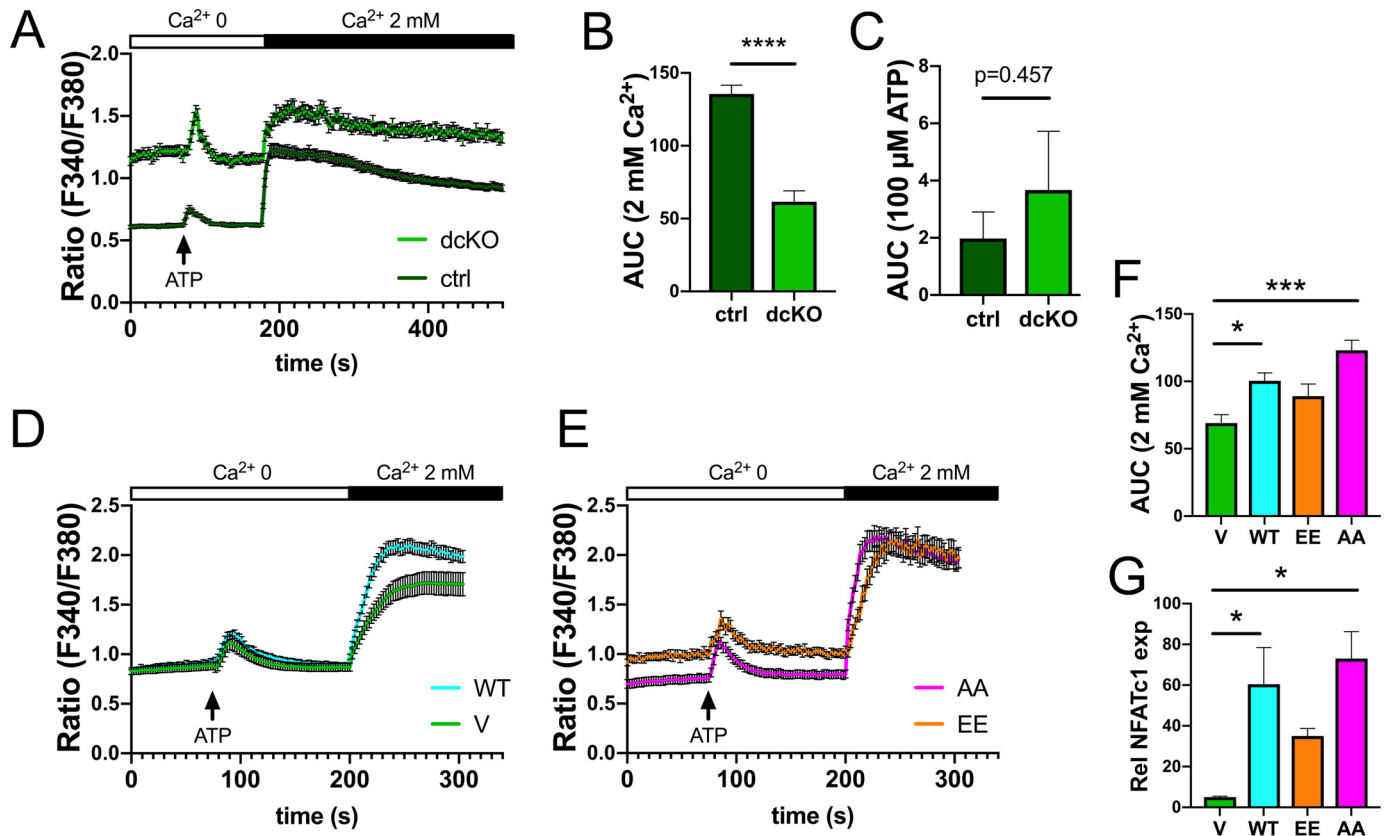 A
Ca²⁺ 0
Ca²⁺ 2 mM
Ratio (F340/F380)
2.0
1.5
1.0
0.5
0.0
ATP
dcKO
ctrl
0
200
400
time (s)
B
****
AUC (2 mM Ca²⁺)
150
100
50
0
ctrl
dcKO
C
p=0.457
AUC (100 µM ATP)
8
6
4
2
0
ctrl
dcKO
D
Ca²⁺ 0
Ca²⁺ 2 mM
Ratio (F340/F380)
2.5
2.0
1.5
1.0
0.5
0.0
ATP
WT
V
0
100
200
300
time (s)
E
Ca²⁺ 0
Ca²⁺ 2 mM
Ratio (F340/F380)
2.5
2.0
1.5
1.0
0.5
0.0
ATP
AA
EE
0
100
200
300
time (s)
F
***
*
AUC (2 mM Ca²⁺)
150
100
50
0
V
WT
EE
AA
G
*
*
Rel NFATc1 exp
100
80
60
40
20
0
V
WT
EE
AA